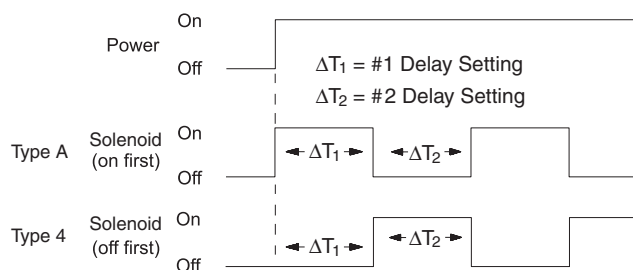 On
Power
Off
ΔT1 = #1 Delay Setting
ΔT2 = #2 Delay Setting
On
Type A Solenoid (on first)
ΔT1 ΔT2
Off
On
Type 4 Solenoid (off first)
ΔT1 ΔT2
Off